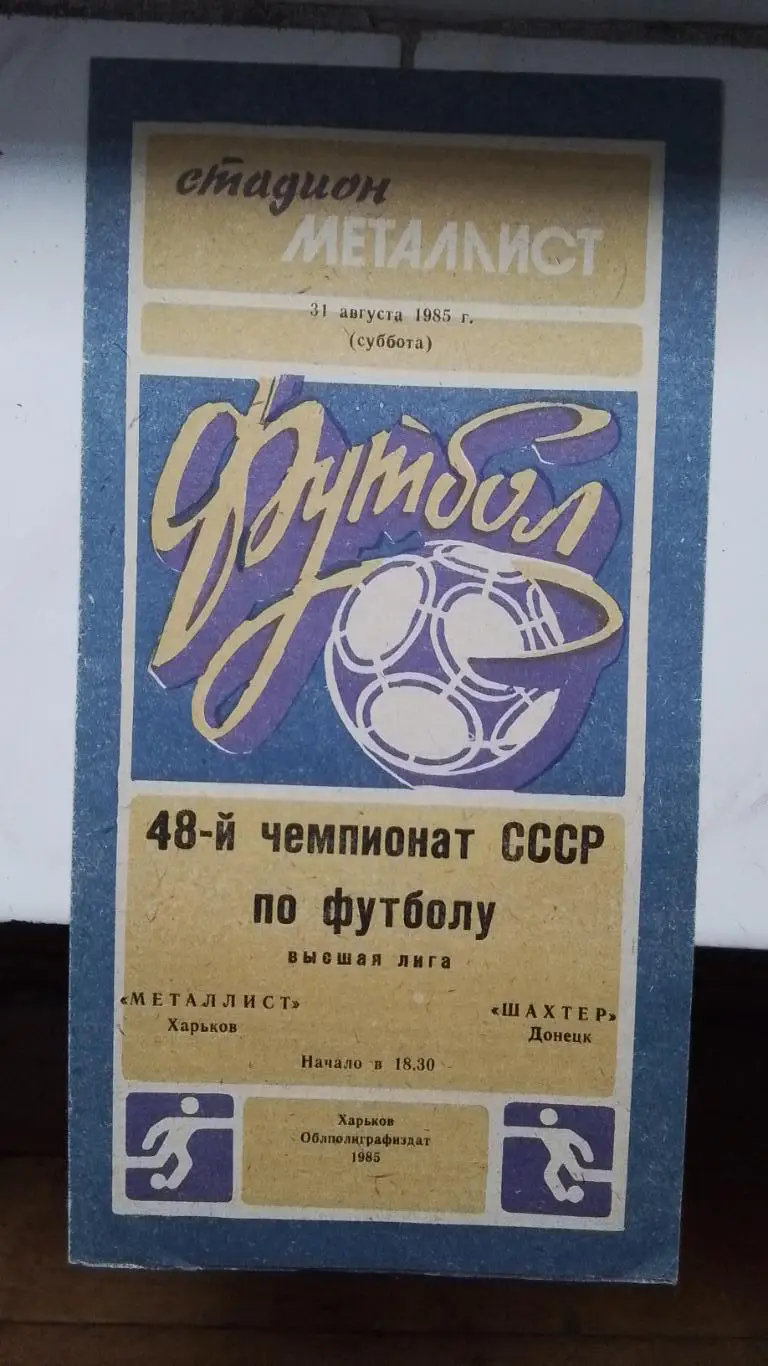 стадион
МЕТАЛЛИСТ
31 августа 1985 г.
(суббота)
Футбол
48-й чемпионат СССР
по футболу
высшая лига
«МЕТАЛЛИСТ»
Харьков
«ШАХТЕР»
Донецк
Начало в 18.30
Харьков
Облполиграфиздат
1985